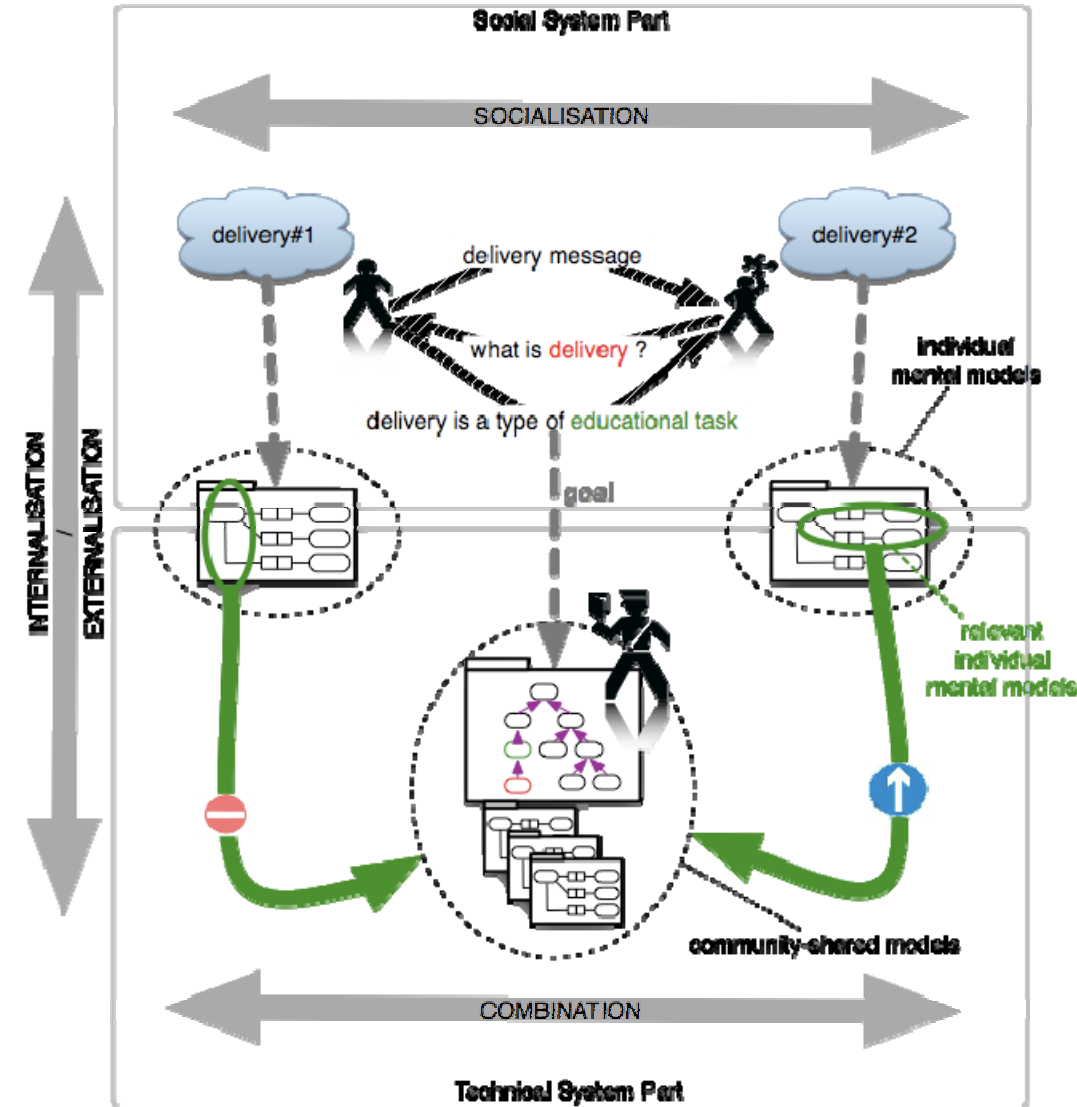 Social System Part
SOCIALISATION
delivery#1
delivery#2
delivery message
what is delivery ?
delivery is a type of educational task
individual
mental models
goal
INTERNALISATION
/
EXTERNALISATION
relevant
individual
mental models
community-shared models
COMBINATION
Technical System Part